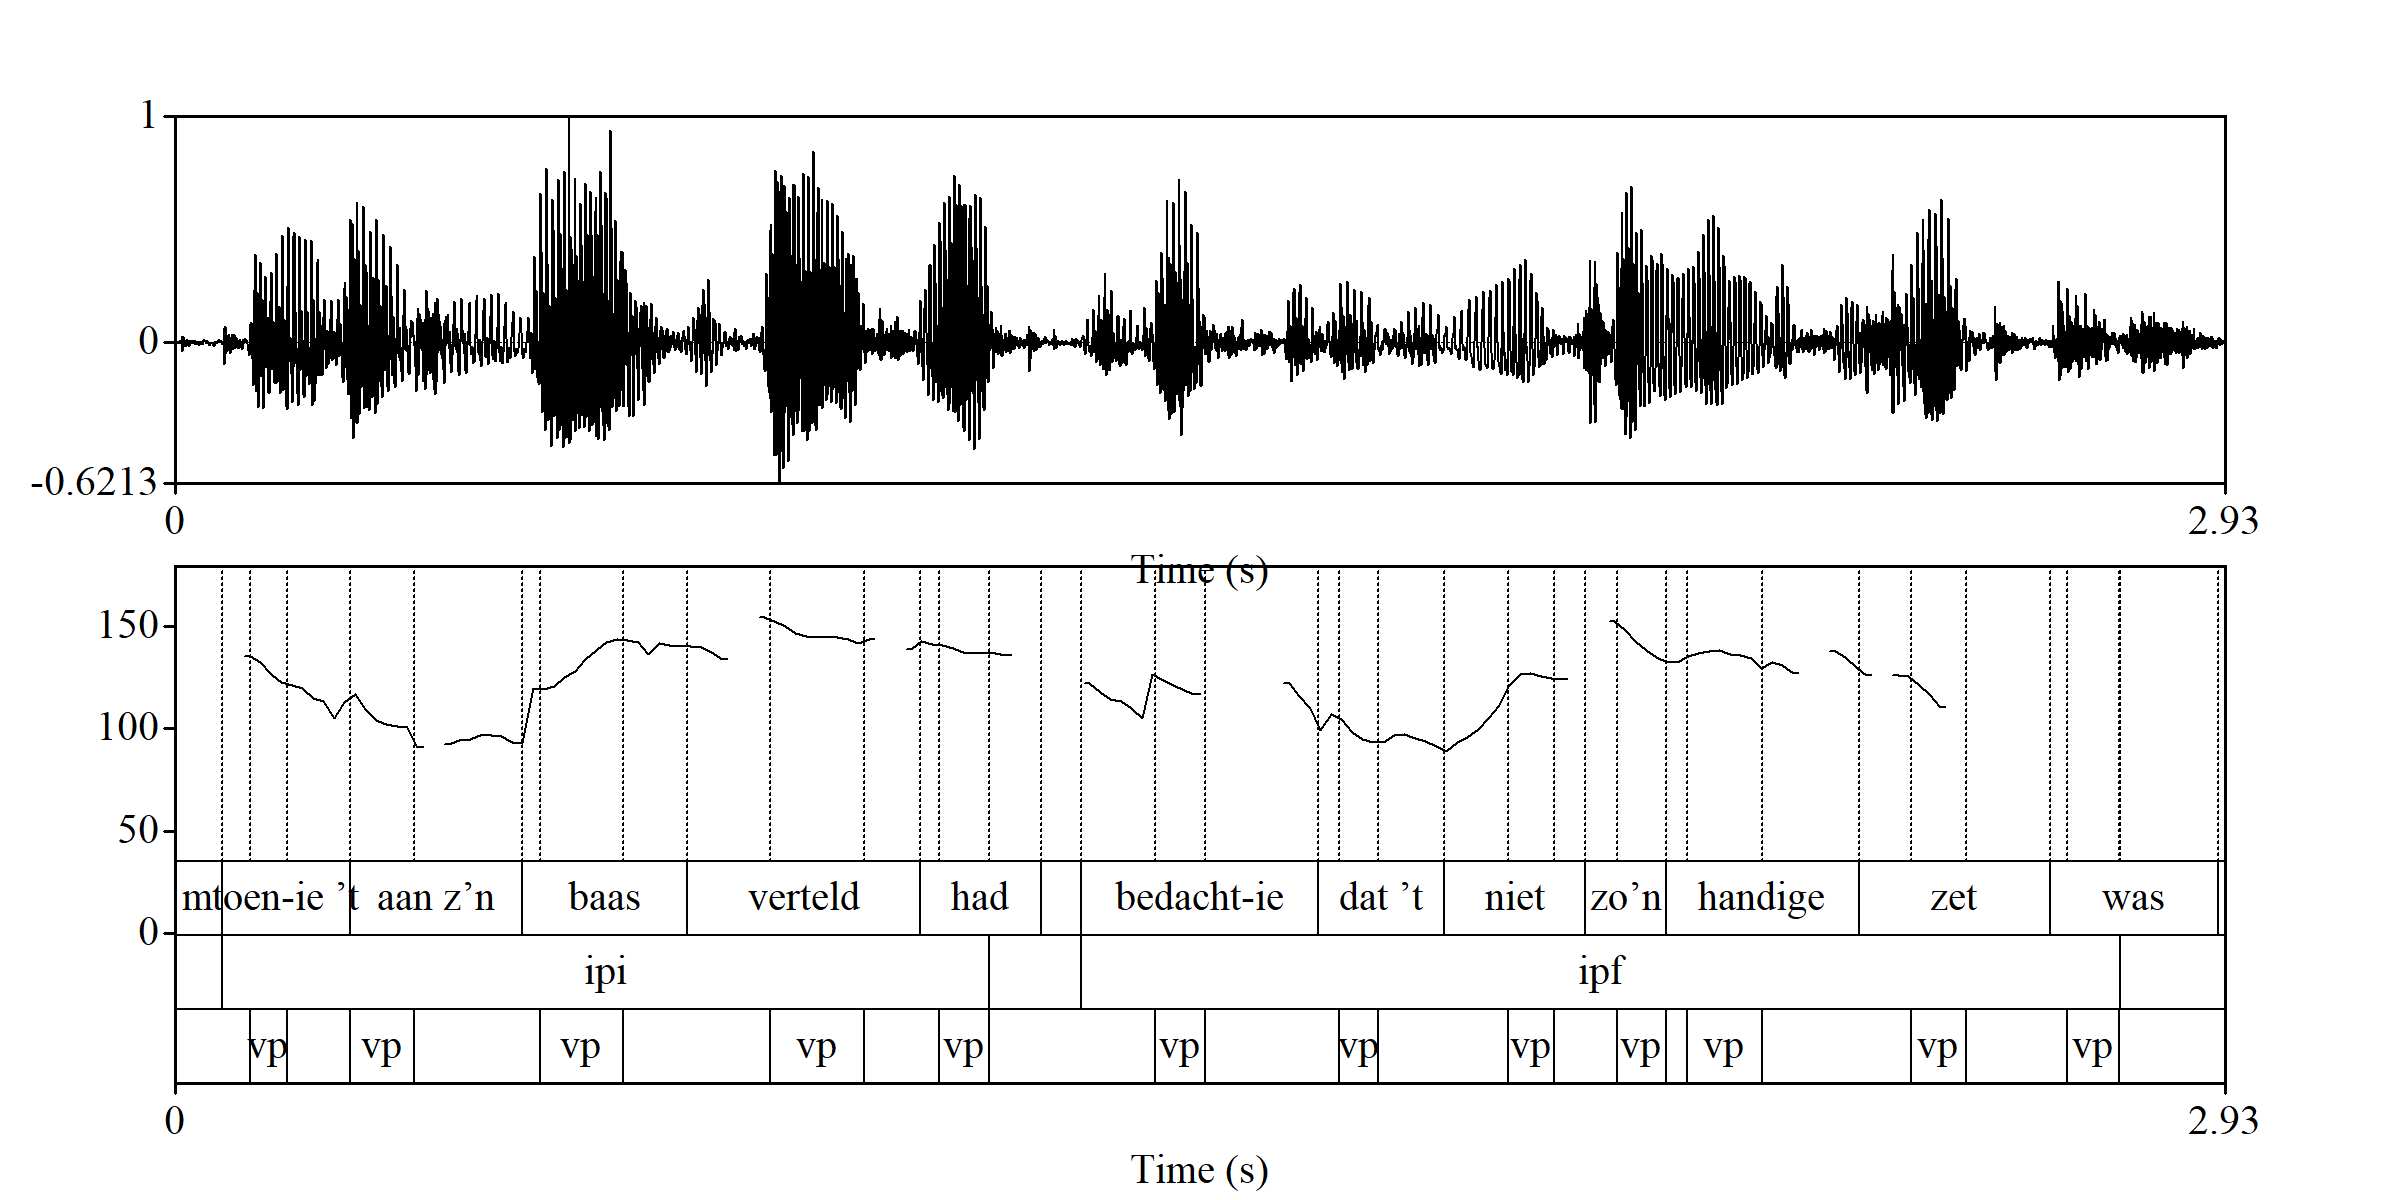 1
0
-0.6213
0 2.93
Time (s)
150
100
50
0
mtoen-ie ’t aan z’n baas verteld had bedacht-ie dat ’t niet zo’n handige zet was
ipi ipf
vp vp vp vp vp vp vp vp vp vp vp vp
0 2.93
Time (s)